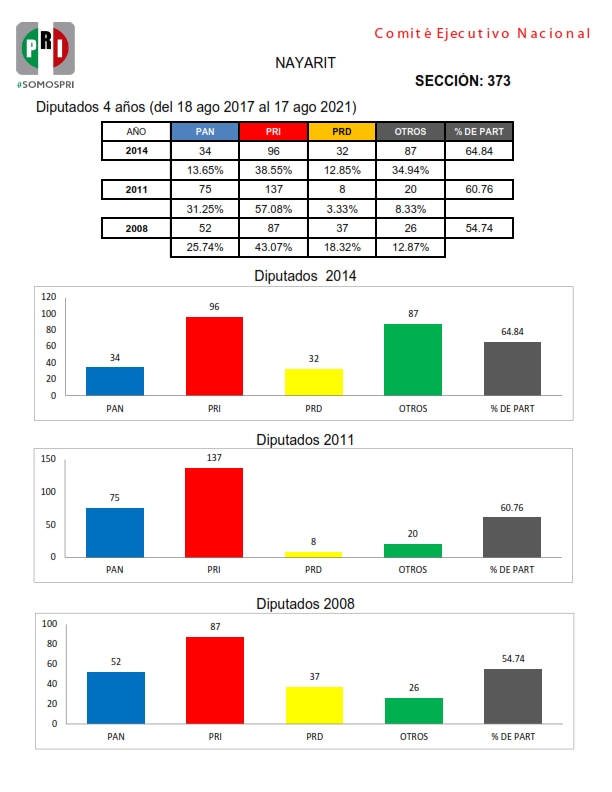 Comité Ejecutivo Nacional
PRI
#SOMOSPRI
NAYARIT
SECCIÓN: 373
Diputados 4 años (del 18 ago 2017 al 17 ago 2021)
AÑO PAN PRI PRD OTROS % DE PART
2014 34 96 32 87 64.84
13.65% 38.55% 12.85% 34.94%
2011 75 137 8 20 60.76
31.25% 57.08% 3.33% 8.33%
2008 52 87 37 26 54.74
25.74% 43.07% 18.32% 12.87%
Diputados 2014
120
100
80
60
40
20
0
34 96 32 87 64.84
PAN PRI PRD OTROS % DE PART
Diputados 2011
150
100
50
0
75 137 8 20 60.76
PAN PRI PRD OTROS % DE PART
Diputados 2008
100
80
60
40
20
0
52 87 37 26 54.74
PAN PRI PRD OTROS % DE PART